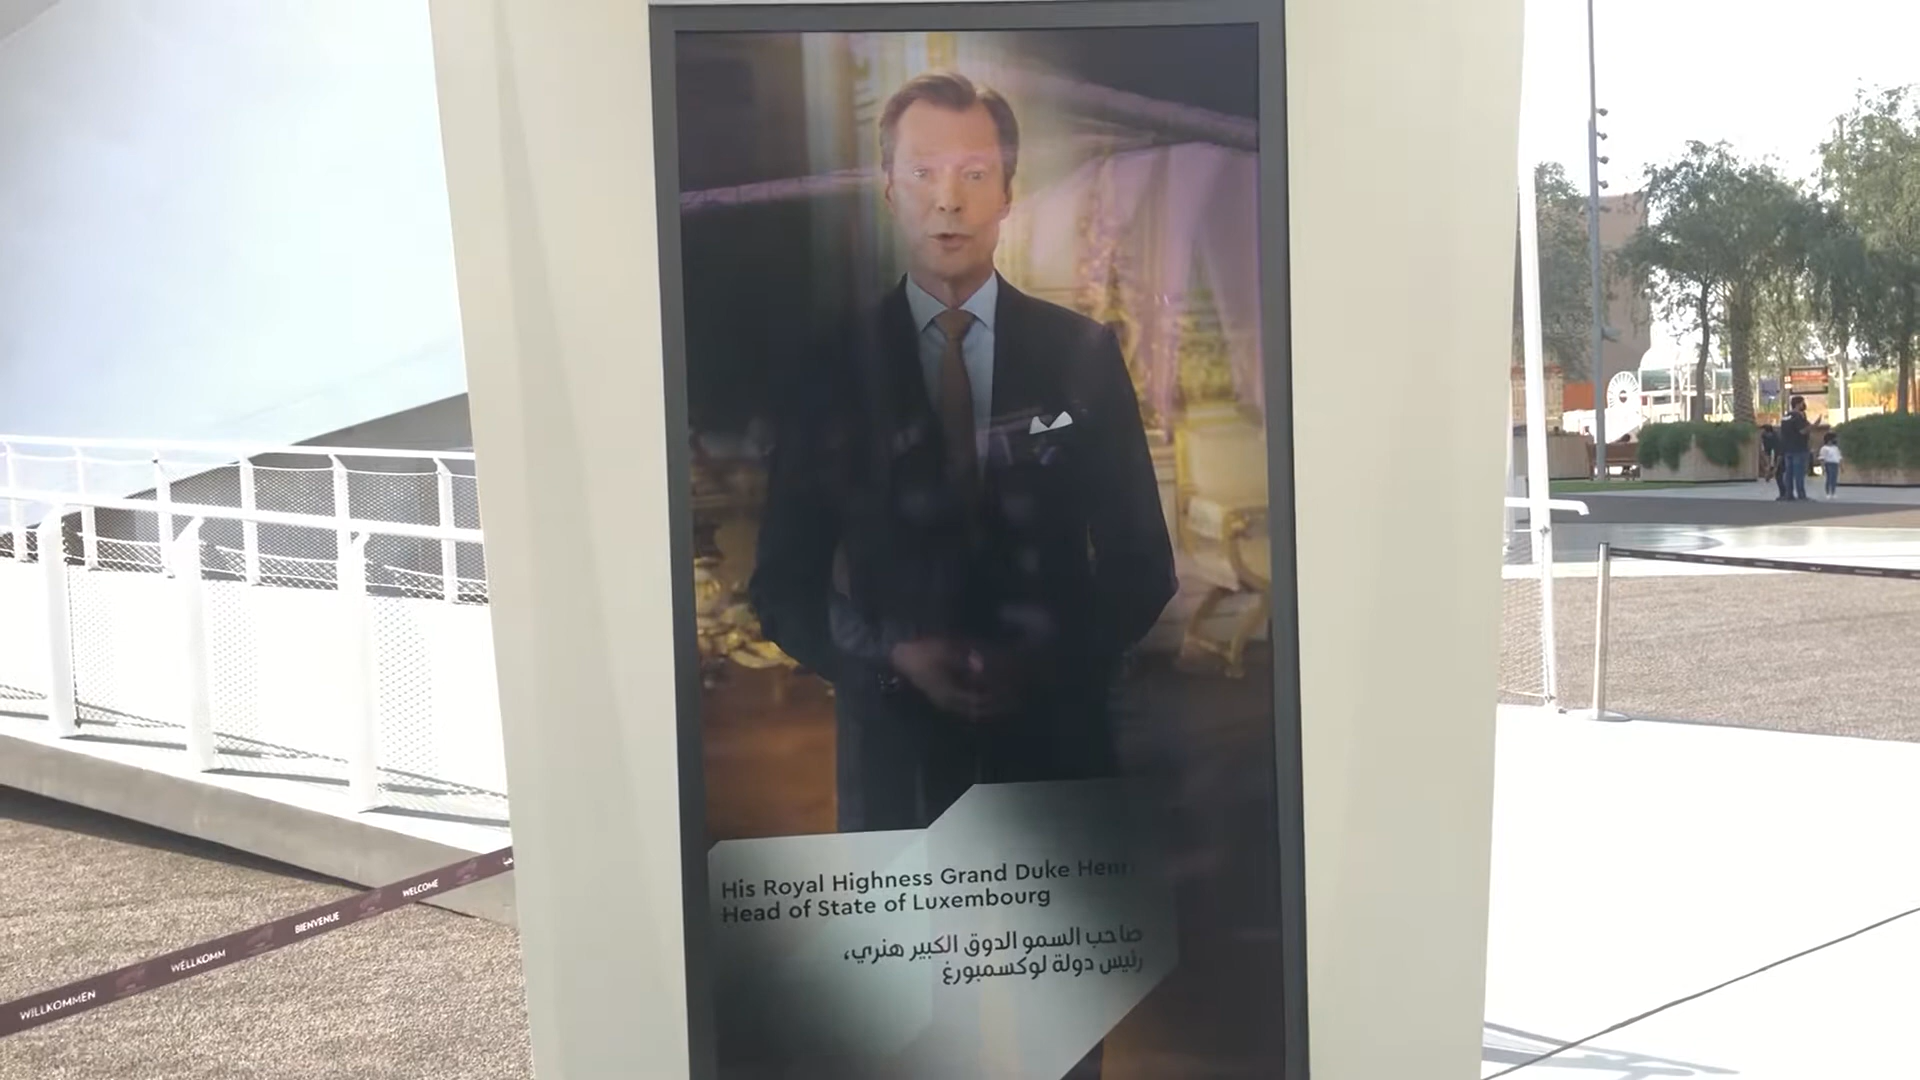 His Royal Highness Grand Duke Henri
Head of State of Luxembourg
صاحب السمو الدوق الكبير هنري،
رئيس دولة لوكسمبورغ
WILLKOMMEN
WËLLKOMM
BIENVENUE
WELCOME